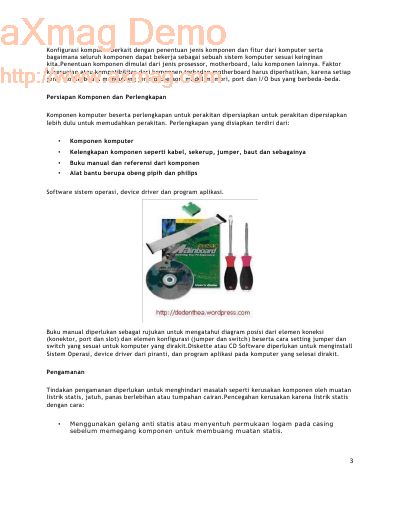 aXmag Demo
Konfigurasi komputer berkait dengan penentuan jenis komponen dan fitur dari komputer serta
bagaimana seluruh komponen dapat bekerja sebagai sebuah sistem komputer sesuai keinginan
kita.Penentuan komponen dimulai dari jenis prosessor, motherboard, lalu komponen lainnya. Faktor
kesesuaian atau kompatibilitas dari komponen terhadap motherboard harus diperhatikan, karena setiap
jenis motherboard mendukung jenis prosessor, modul memori, port dan I/O bus yang berbeda-beda.
http://www.
Persiapan Komponen dan Perlengkapan
Komponen komputer beserta perlengkapan untuk perakitan dipersiapkan untuk perakitan dipersiapkan
lebih dulu untuk memudahkan perakitan. Perlengkapan yang disiapkan terdiri dari:
• Komponen komputer
• Kelengkapan komponen seperti kabel, sekerup, jumper, baut dan sebagainya
• Buku manual dan referensi dari komponen
• Alat bantu berupa obeng pipih dan philips
Software sistem operasi, device driver dan program aplikasi.
Mainboard
User's Guide
http://dedenthea.wordpress.com
Buku manual diperlukan sebagai rujukan untuk mengatahui diagram posisi dari elemen koneksi
(konektor, port dan slot) dan elemen konfigurasi (jumper dan switch) beserta cara setting jumper dan
switch yang sesuai untuk komputer yang dirakit.Diskette atau CD Software diperlukan untuk menginstall
Sistem Operasi, device driver dari piranti, dan program aplikasi pada komputer yang selesai dirakit.
Pengamanan
Tindakan pengamanan diperlukan untuk menghindari masalah seperti kerusakan komponen oleh muatan
listrik statis, jatuh, panas berlebihan atau tumpahan cairan.Pencegahan kerusakan karena listrik statis
dengan cara:
• Menggunakan gelang anti statis atau menyentuh permukaan logam pada casing
sebelum memegang komponen untuk membuang muatan statis.
3